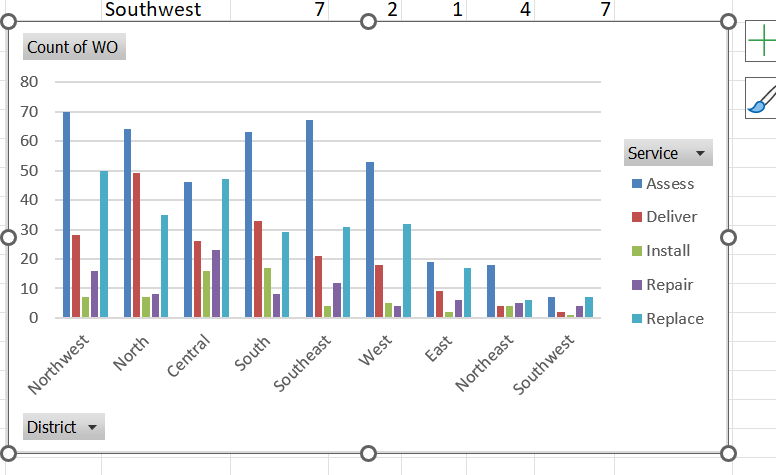 Southwest 7 2 1 4 7
Count of WO
80
70
60
50
40
30
20
10
0
Northwest
North
Central
South
Southeast
West
East
Northeast
Southwest
Service
Assess
Deliver
Install
Repair
Replace
District